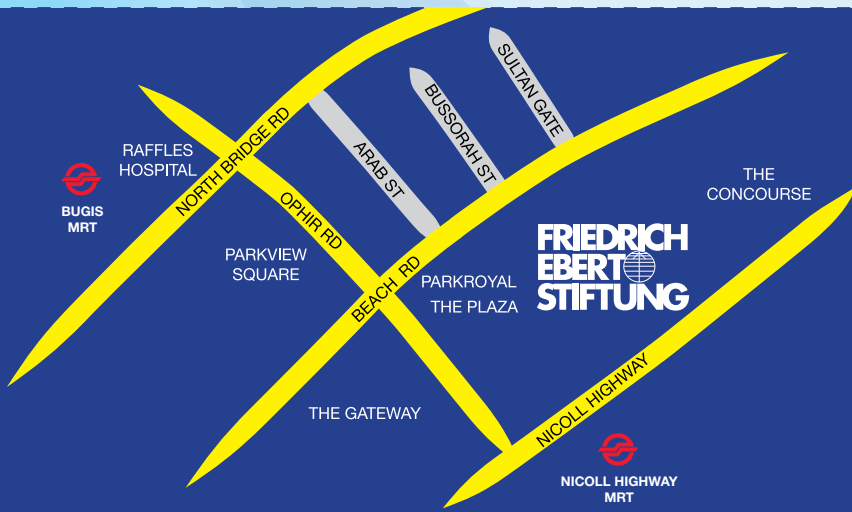 SULTAN GATE
BUSSORAH ST
ARAB ST
NORTH BRIDGE RD
RAFFLES
HOSPITAL
BUGIS
MRT
OPHIR RD
THE
CONCOURSE
PARKVIEW
SQUARE
BEACH RD
PARKROYAL
THE PLAZA
FRIEDRICH
EBERT
STIFTUNG
THE GATEWAY
NICOLL HIGHWAY
NICOLL HIGHWAY
MRT